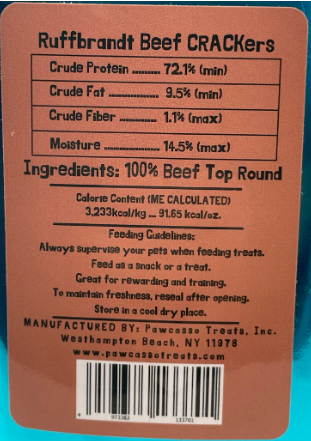 Ruffbrandt Beef CRACKers
Crude Protein .......... 72.1% (min)
Crude Fat ................ 9.5% (min)
Crude Fiber .............. 1.1% (max)
Moisture ................ 14.5% (max)
Ingredients: 100% Beef Top Round
Calorie Content (ME CALCULATED)
3,233kcal/kg ... 91.65 kcal/oz.
Feeding Guidelines:
Always supervise your pets when feeding treats.
Feed as a snack or a treat.
Great for rewarding and training.
To maintain freshness, reseal after opening.
Store in a cool dry place.
MANUFACTURED BY: Pawcasso Treats, Inc.
Westhampton Beach, NY 11978
www.pawcassotreats.com